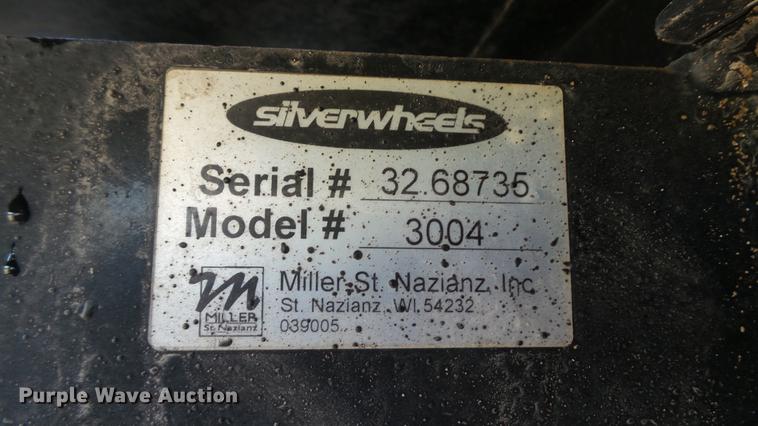 silverwheels
Serial # 32.68735
Model # 3004
Miller-St. Nazianz, Inc.
St. Nazianz, WI 54232
039005
MILLER
St. Nazianz
Purple Wave Auction